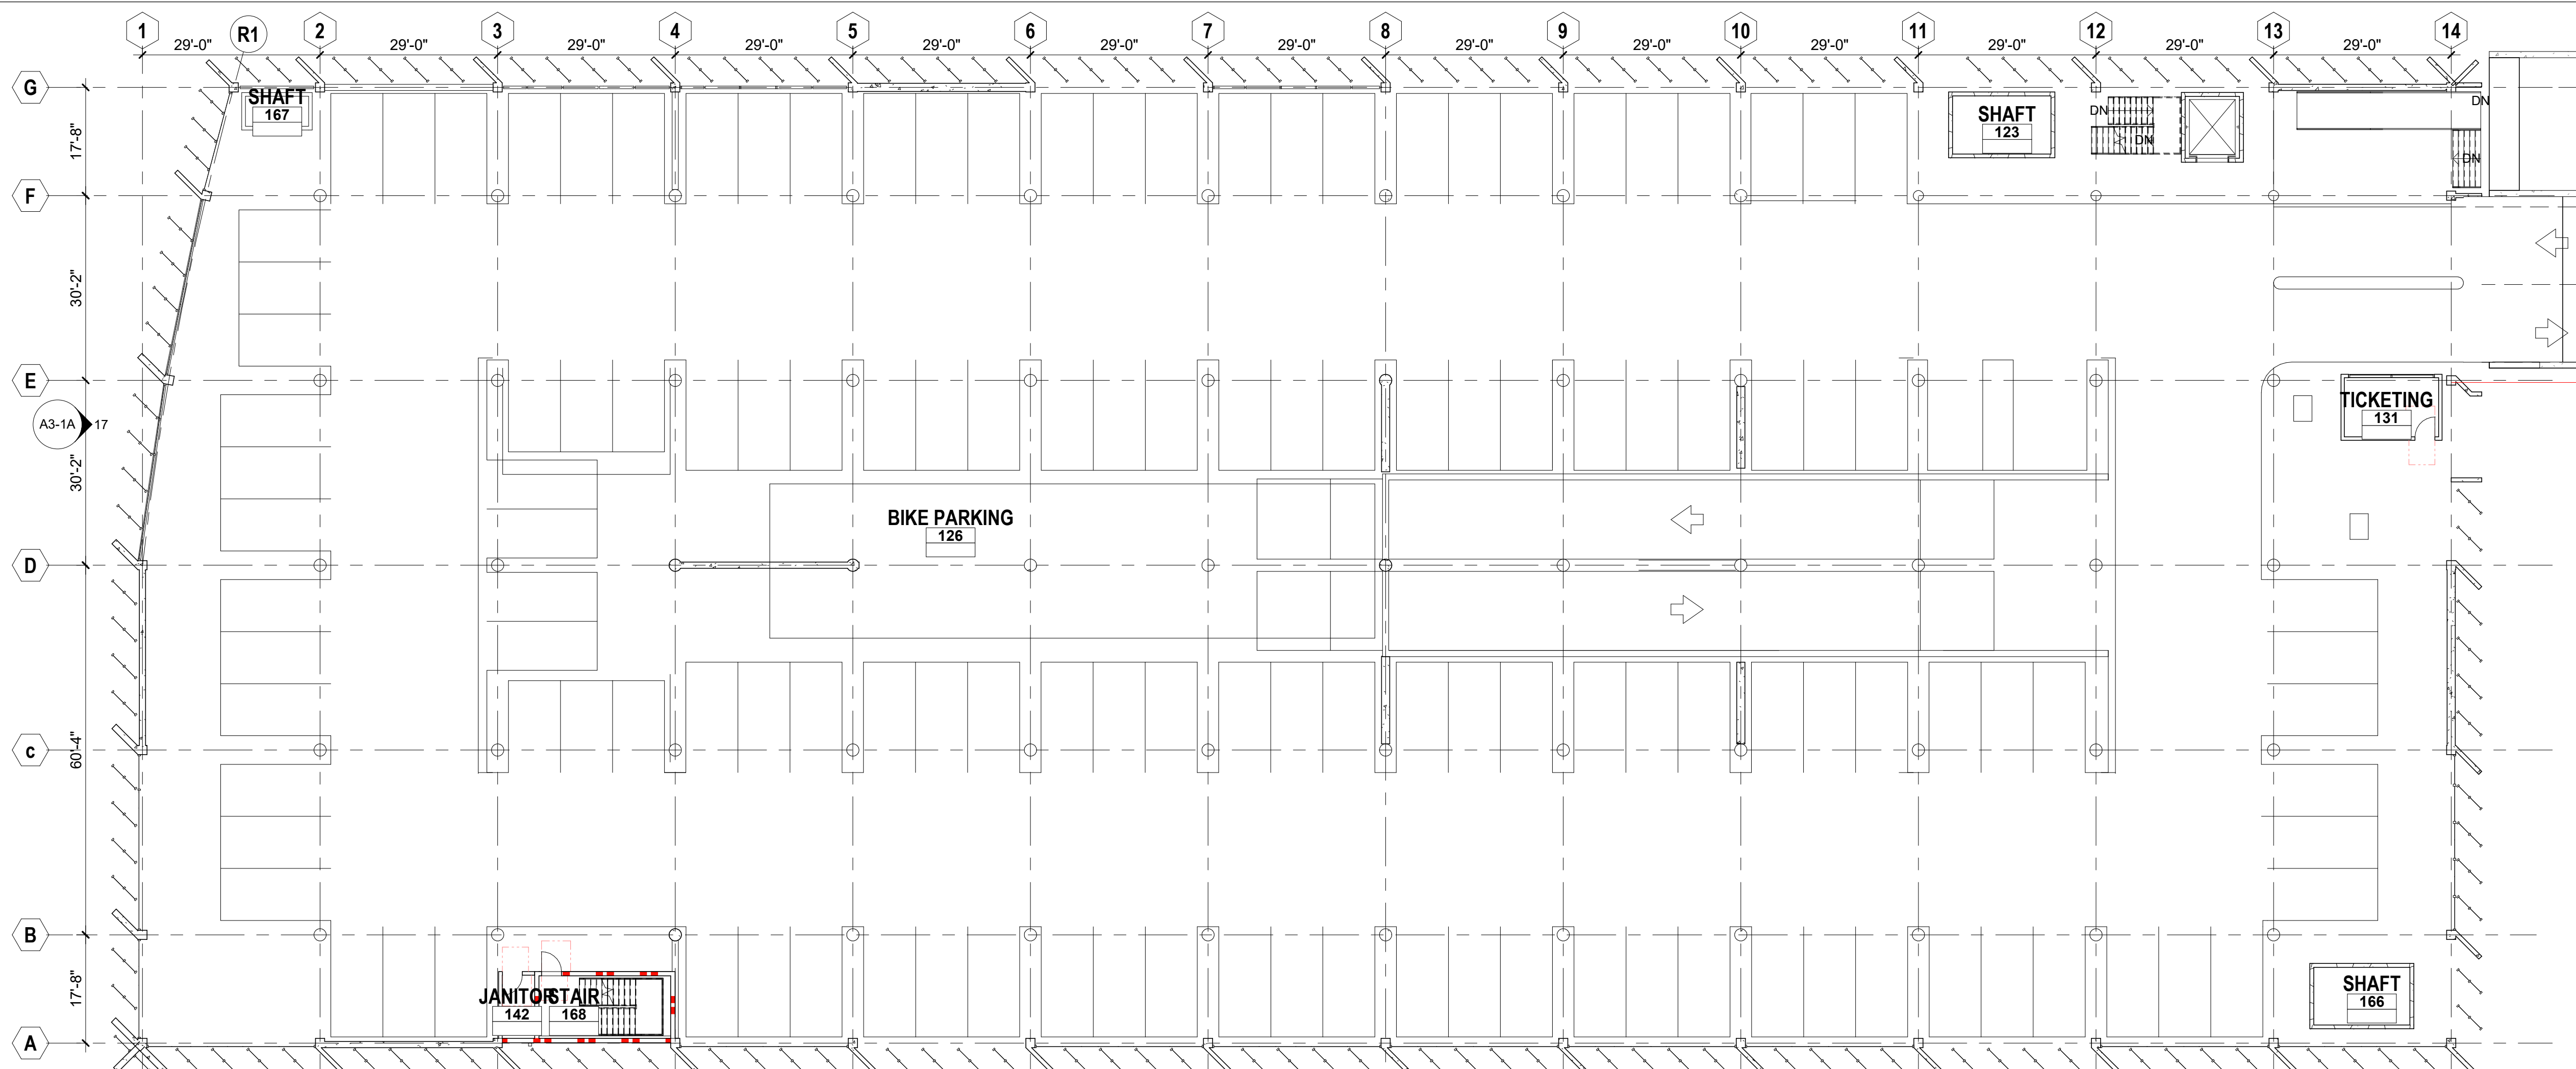 1 2 3 4 5 6 7 8 9 10 11 12 13 14
29'-0" R1 29'-0" 29'-0" 29'-0" 29'-0" 29'-0" 29'-0" 29'-0" 29'-0" 29'-0" 29'-0" 29'-0" 29'-0"
G
SHAFT
167
SHAFT
123
DN
DN
DN
DN
17'-8"
F
30'-2"
E
TICKETING
131
A3-1A 17
30'-2"
BIKE PARKING
126
D
60'-4"
c
B
17'-8"
JANITOR
142
STAIR
168
SHAFT
166
A